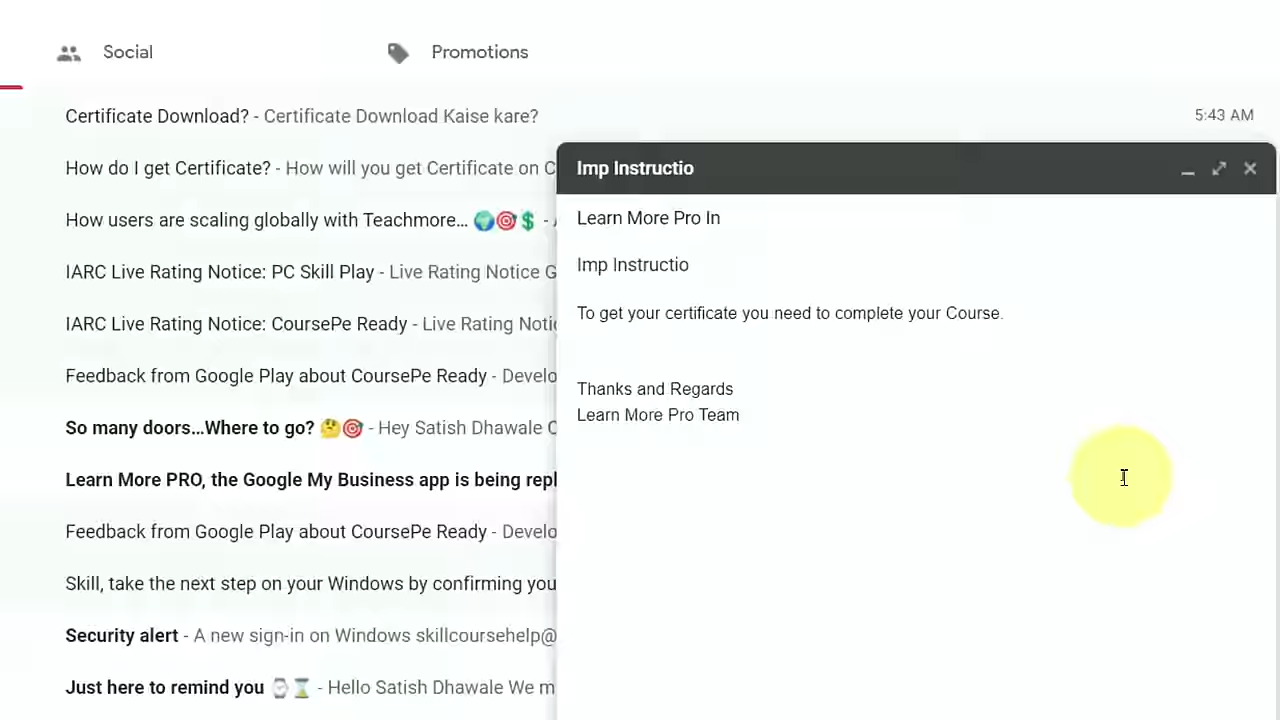 Social
Promotions
Certificate Download? - Certificate Download Kaise kare?
5:43 AM
How do I get Certificate? - How will you get Certificate on C
How users are scaling globally with Teachmore... 🌍🎯💲 -
IARC Live Rating Notice: PC Skill Play - Live Rating Notice G
IARC Live Rating Notice: CoursePe Ready - Live Rating Notic
Feedback from Google Play about CoursePe Ready - Develo
So many doors...Where to go? 🤔🎯 - Hey Satish Dhawale C
Learn More PRO, the Google My Business app is being repl
Feedback from Google Play about CoursePe Ready - Develo
Skill, take the next step on your Windows by confirming you
Security alert - A new sign-in on Windows skillcoursehelp@
Just here to remind you ⌚⌛ - Hello Satish Dhawale We m
Imp Instructio
Learn More Pro In
Imp Instructio
To get your certificate you need to complete your Course.
Thanks and Regards
Learn More Pro Team